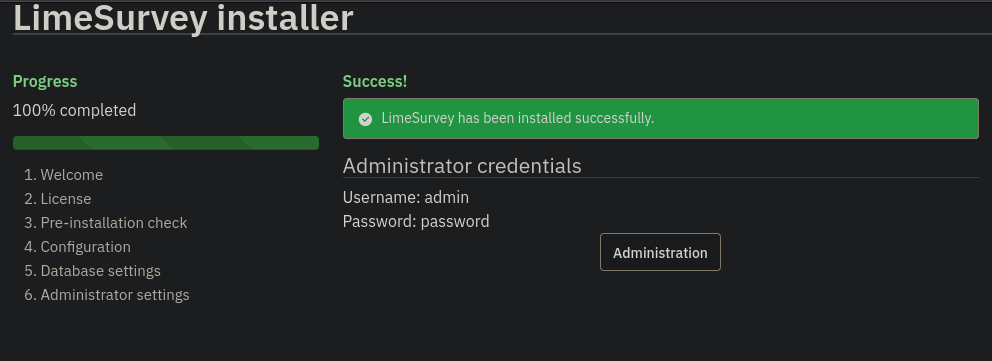 LimeSurvey installer
Progress
100% completed
1. Welcome
2. License
3. Pre-installation check
4. Configuration
5. Database settings
6. Administrator settings
Success!
LimeSurvey has been installed successfully.
Administrator credentials
Username: admin
Password: password
Administration